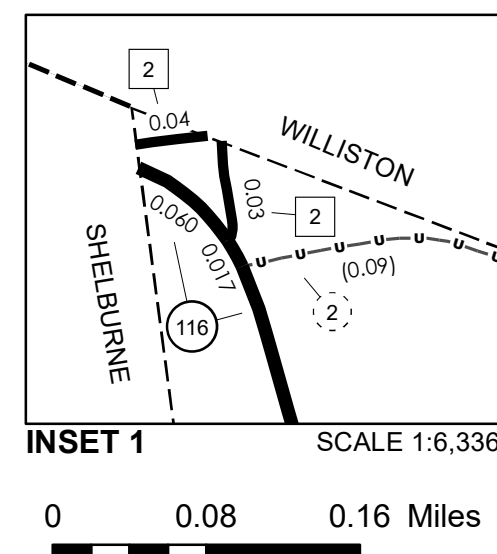 2
0.04
WILLISTON
0.03
2
0.060
0.017
SHELBURNE
U U U U U U U
(0.09)
2
116
INSET 1
SCALE 1:6,336
0 0.08 0.16 Miles